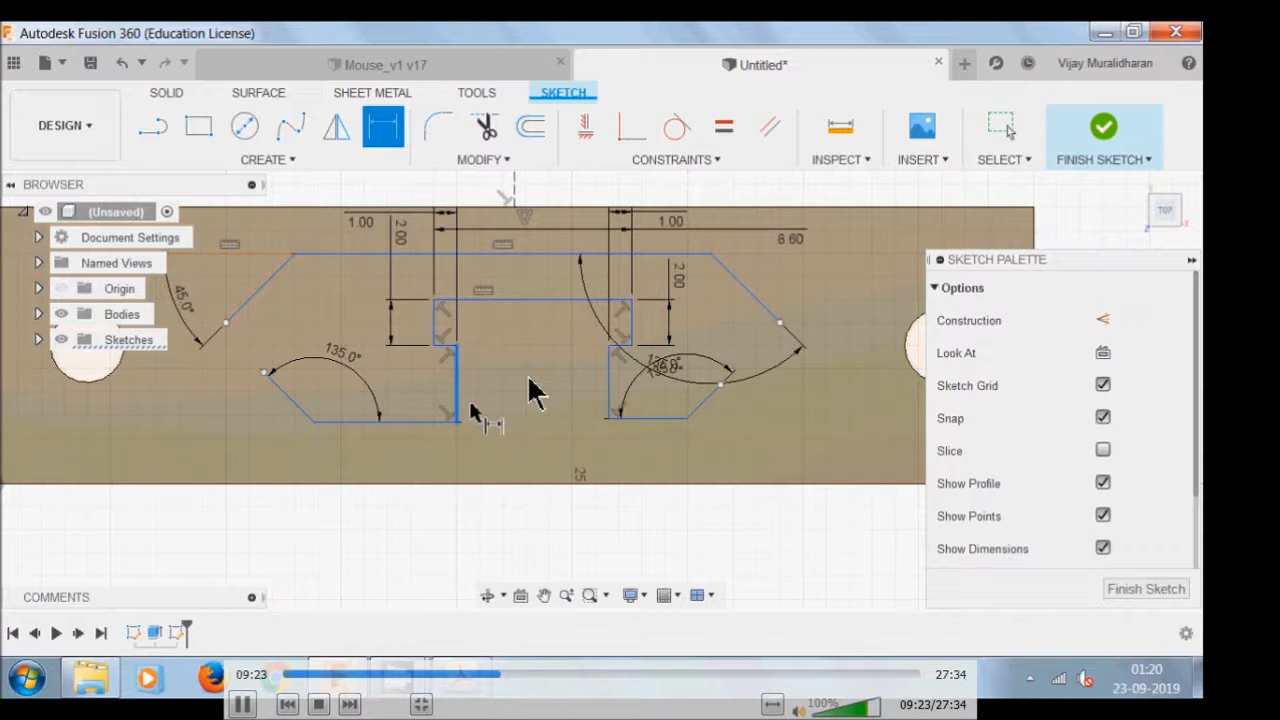 Autodesk Fusion 360 (Education License)
Mouse_v1 v17
Untitled*
Vijay Muralidharan
SOLID SURFACE SHEET METAL TOOLS SKETCH
DESIGN
CREATE MODIFY CONSTRAINTS INSPECT INSERT SELECT FINISH SKETCH
BROWSER
(Unsaved)
Document Settings
Named Views
Origin
Bodies
Sketches
TOP
1.00
2.00
1.00
8.60
2.00
45.0°
135.0°
25
SKETCH PALETTE
Options
Construction
Look At
Sketch Grid
Snap
Slice
Show Profile
Show Points
Show Dimensions
Finish Sketch
COMMENTS
09:23
27:34
100%
09:23/27:34
01:20
23-09-2019